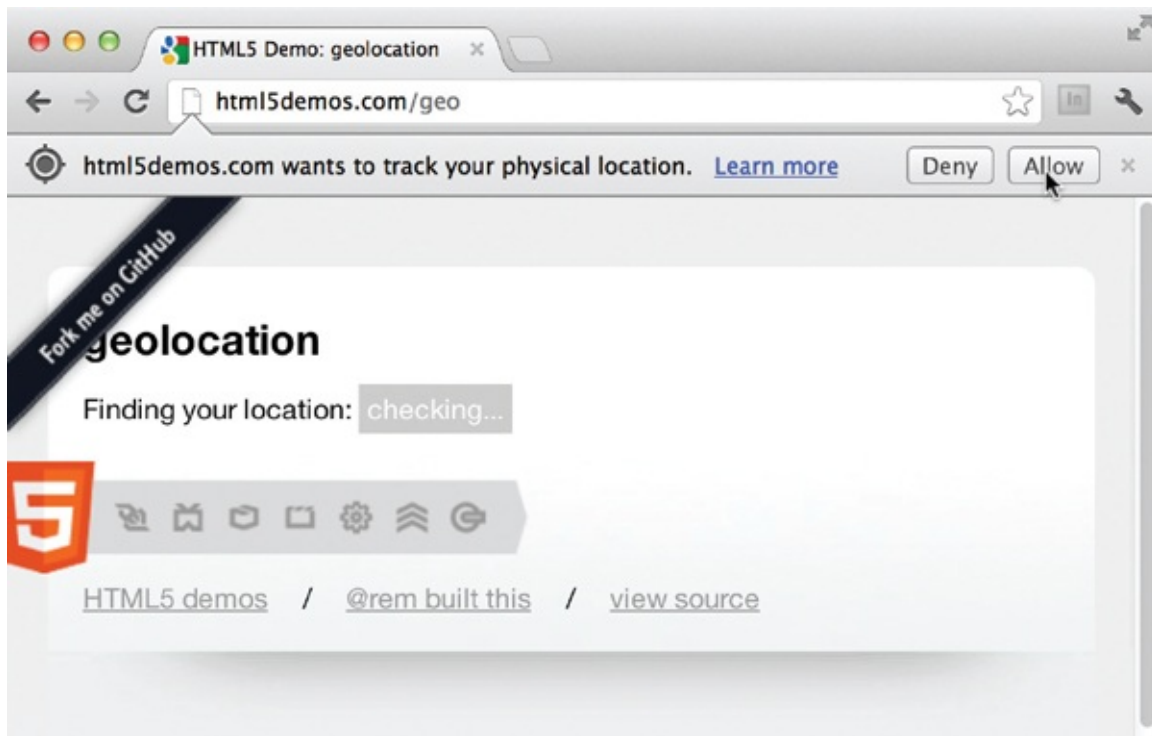 HTML5 Demo: geolocation
html5demos.com/geo
In
html5demos.com wants to track your physical location. Learn more Deny Allow
Fork me on GitHub
geolocation
Finding your location: checking...
5
HTML5 demos / @rem built this / view source